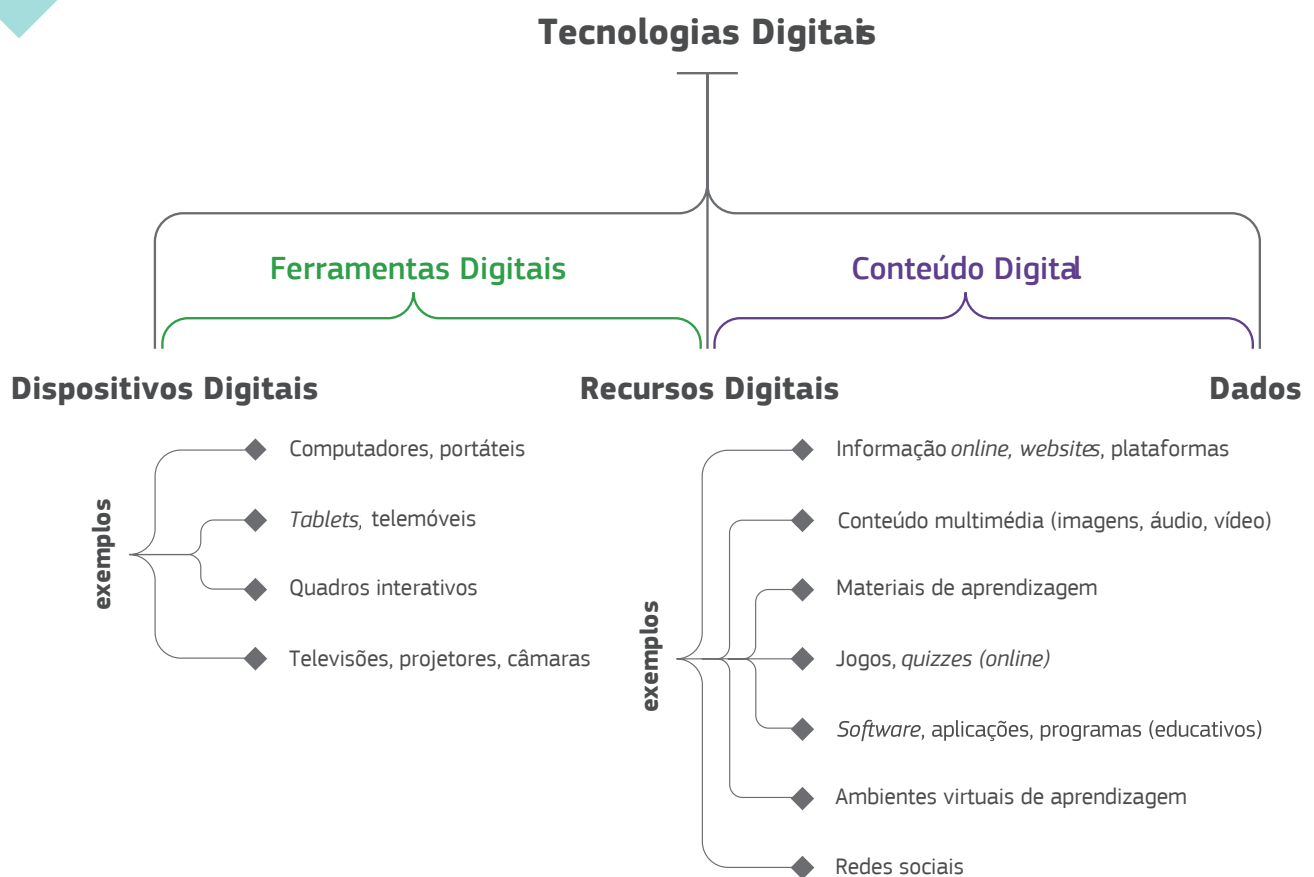 Tecnologias Digitais
Ferramentas Digitais
Conteúdo Digital
Dispositivos Digitais
Recursos Digitais
Dados
exemplos
Computadores, portáteis
Tablets, telemóveis
Quadros interativos
Televisões, projetores, câmaras
exemplos
Informação online, websites, plataformas
Conteúdo multimédia (imagens, áudio, vídeo)
Materiais de aprendizagem
Jogos, quizzes (online)
Software, aplicações, programas (educativos)
Ambientes virtuais de aprendizagem
Redes sociais